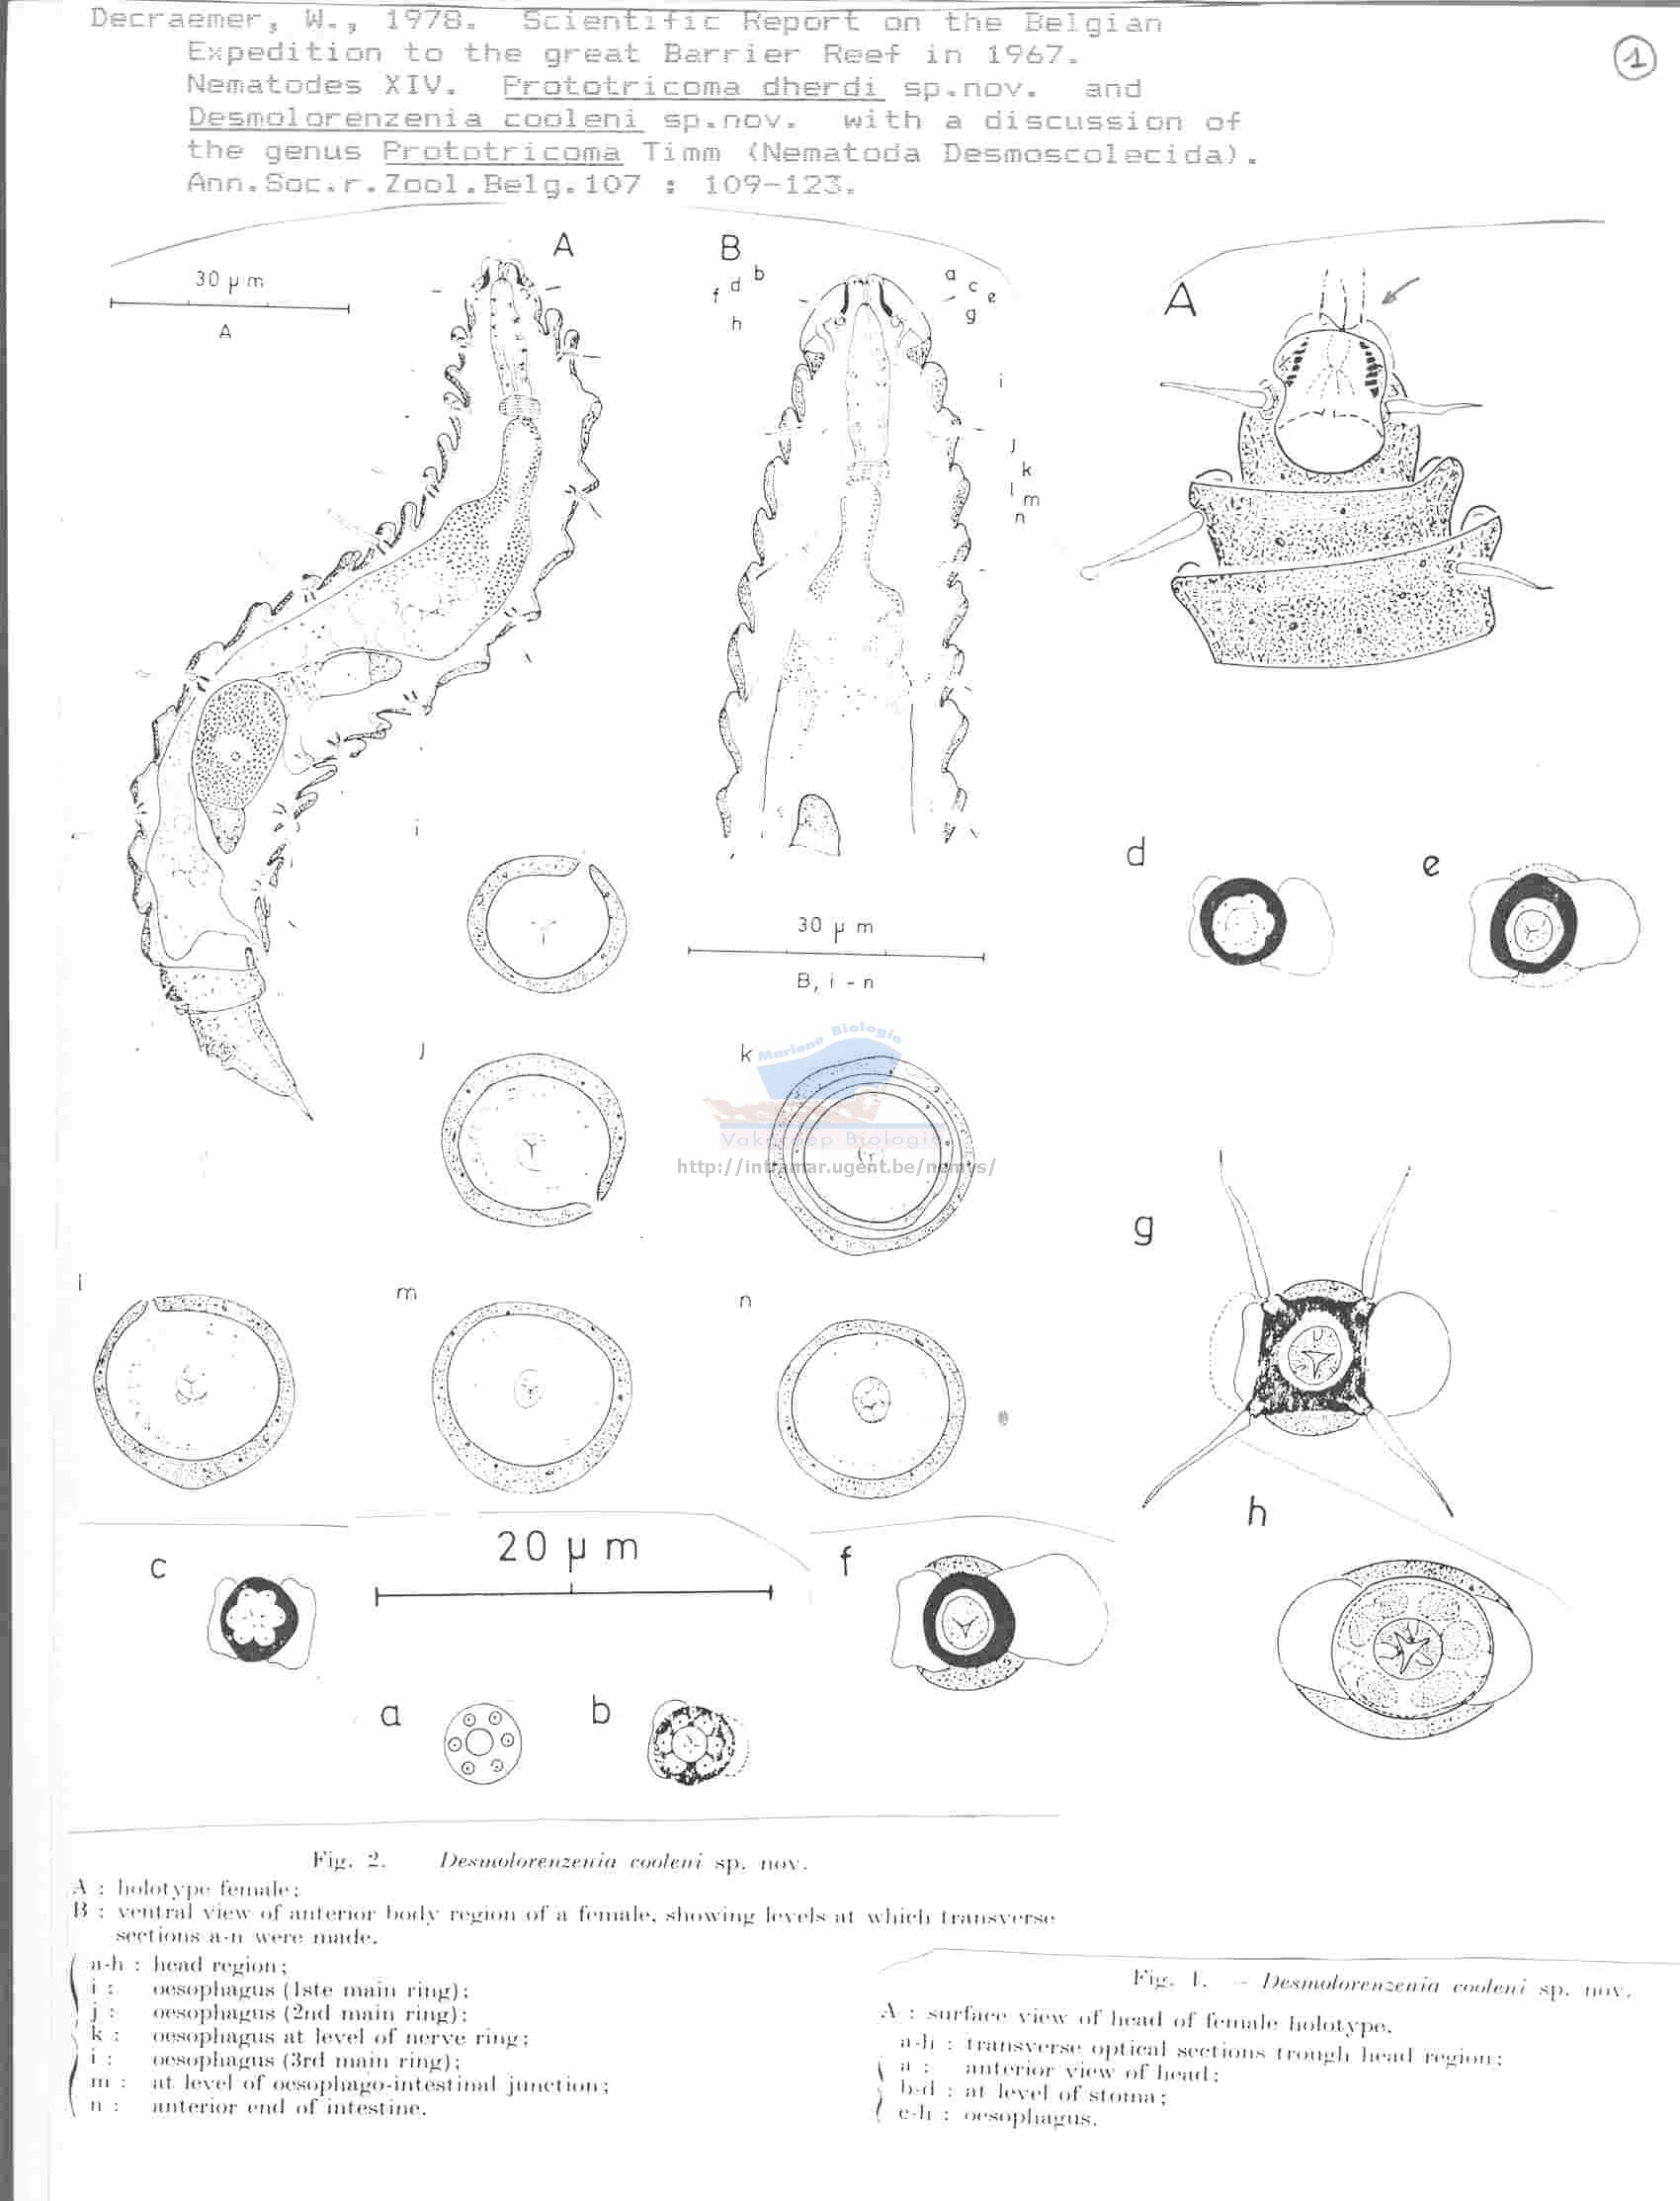 Decraemer, W., 1978. Scientific Report on the Belgian
Expedition to the great Barrier Reef in 1967.
Nematodes XIV. Prototricoma dherdi sp.nov. and
Desmolorenzenia cooleni sp.nov. with a discussion of
the genus Prototricoma Timm (Nematoda Desmoscolecida).
Ann.Soc.r.Zool.Belg.107 : 109-123.
1
A
30 µm
A
B
f d b
h
a c e
g
i
j
k
l m
n
A
i
30 µm
B, i - n
d
e
j
k
Mariene Biologie
Vakgroep Biologie
http://intramar.ugent.be/nemys/
g
i
m
n
h
c
20 µm
f
a
b
Fig. 2. Desmolorenzenia cooleni sp. nov.
A : holotype female;
B : ventral view of anterior body region of a female, showing levels at which transverse
sections a-n were made.
a-h : head region;
i : oesophagus (1ste main ring);
j : oesophagus (2nd main ring);
k : oesophagus at level of nerve ring;
i : oesophagus (3rd main ring);
m : at level of oesophago-intestinal junction;
n : anterior end of intestine.
Fig. 1. – Desmolorenzenia cooleni sp. nov.
A : surface view of head of female holotype.
a-h : transverse optical sections trough head region;
a : anterior view of head;
b-d : at level of stoma;
e-h : oesophagus.